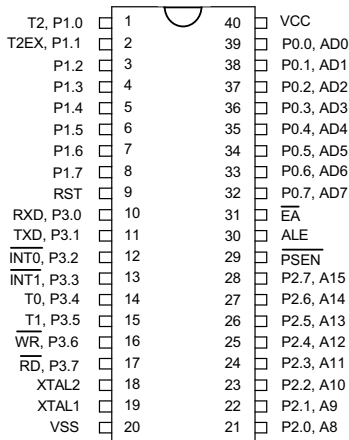 T2, P1.0 1 40 VCC
T2EX, P1.1 2 39 P0.0, AD0
P1.2 3 38 P0.1, AD1
P1.3 4 37 P0.2, AD2
P1.4 5 36 P0.3, AD3
P1.5 6 35 P0.4, AD4
P1.6 7 34 P0.5, AD5
P1.7 8 33 P0.6, AD6
RST 9 32 P0.7, AD7
RXD, P3.0 10 31 EA
TXD, P3.1 11 30 ALE
INT0, P3.2 12 29 PSEN
INT1, P3.3 13 28 P2.7, A15
T0, P3.4 14 27 P2.6, A14
T1, P3.5 15 26 P2.5, A13
WR, P3.6 16 25 P2.4, A12
RD, P3.7 17 24 P2.3, A11
XTAL2 18 23 P2.2, A10
XTAL1 19 22 P2.1, A9
VSS 20 21 P2.0, A8